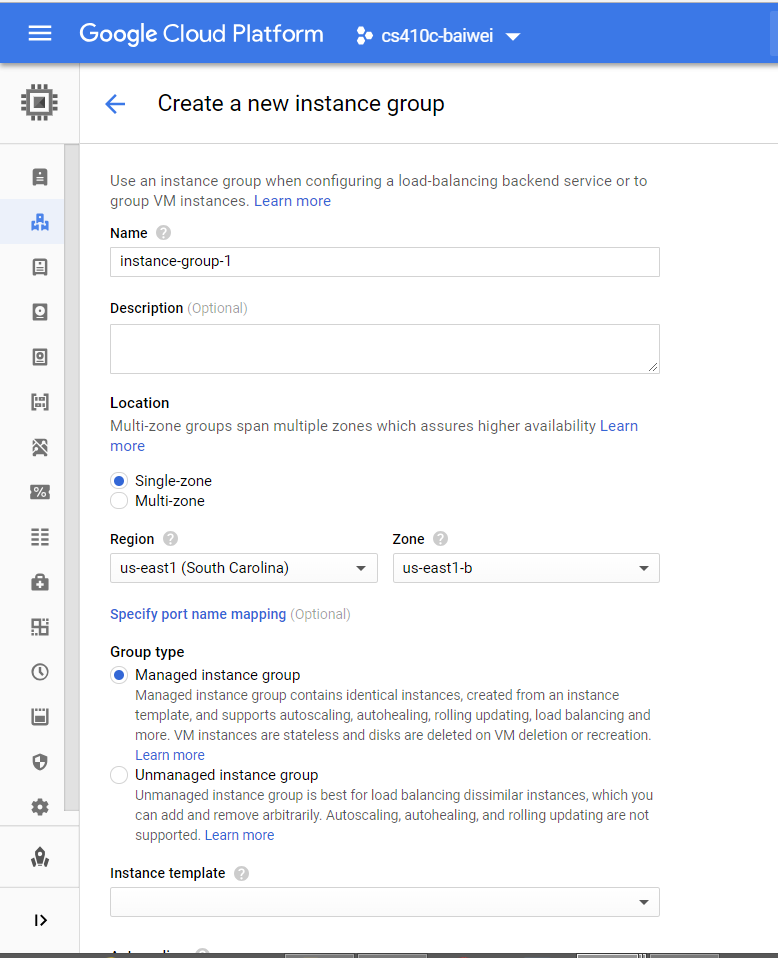 Google Cloud Platform
cs410c-baiwei
Create a new instance group
Use an instance group when configuring a load-balancing backend service or to
group VM instances. Learn more
Name
instance-group-1
Description (Optional)
Location
Multi-zone groups span multiple zones which assures higher availability Learn
more
Single-zone
Multi-zone
Region
Zone
us-east1 (South Carolina)
us-east1-b
Specify port name mapping (Optional)
Group type
Managed instance group
Managed instance group contains identical instances, created from an instance
template, and supports autoscaling, autohealing, rolling updating, load balancing and
more. VM instances are stateless and disks are deleted on VM deletion or recreation.
Learn more
Unmanaged instance group
Unmanaged instance group is best for load balancing dissimilar instances, which you
can add and remove arbitrarily. Autoscaling, autohealing, and rolling updating are not
supported. Learn more
Instance template